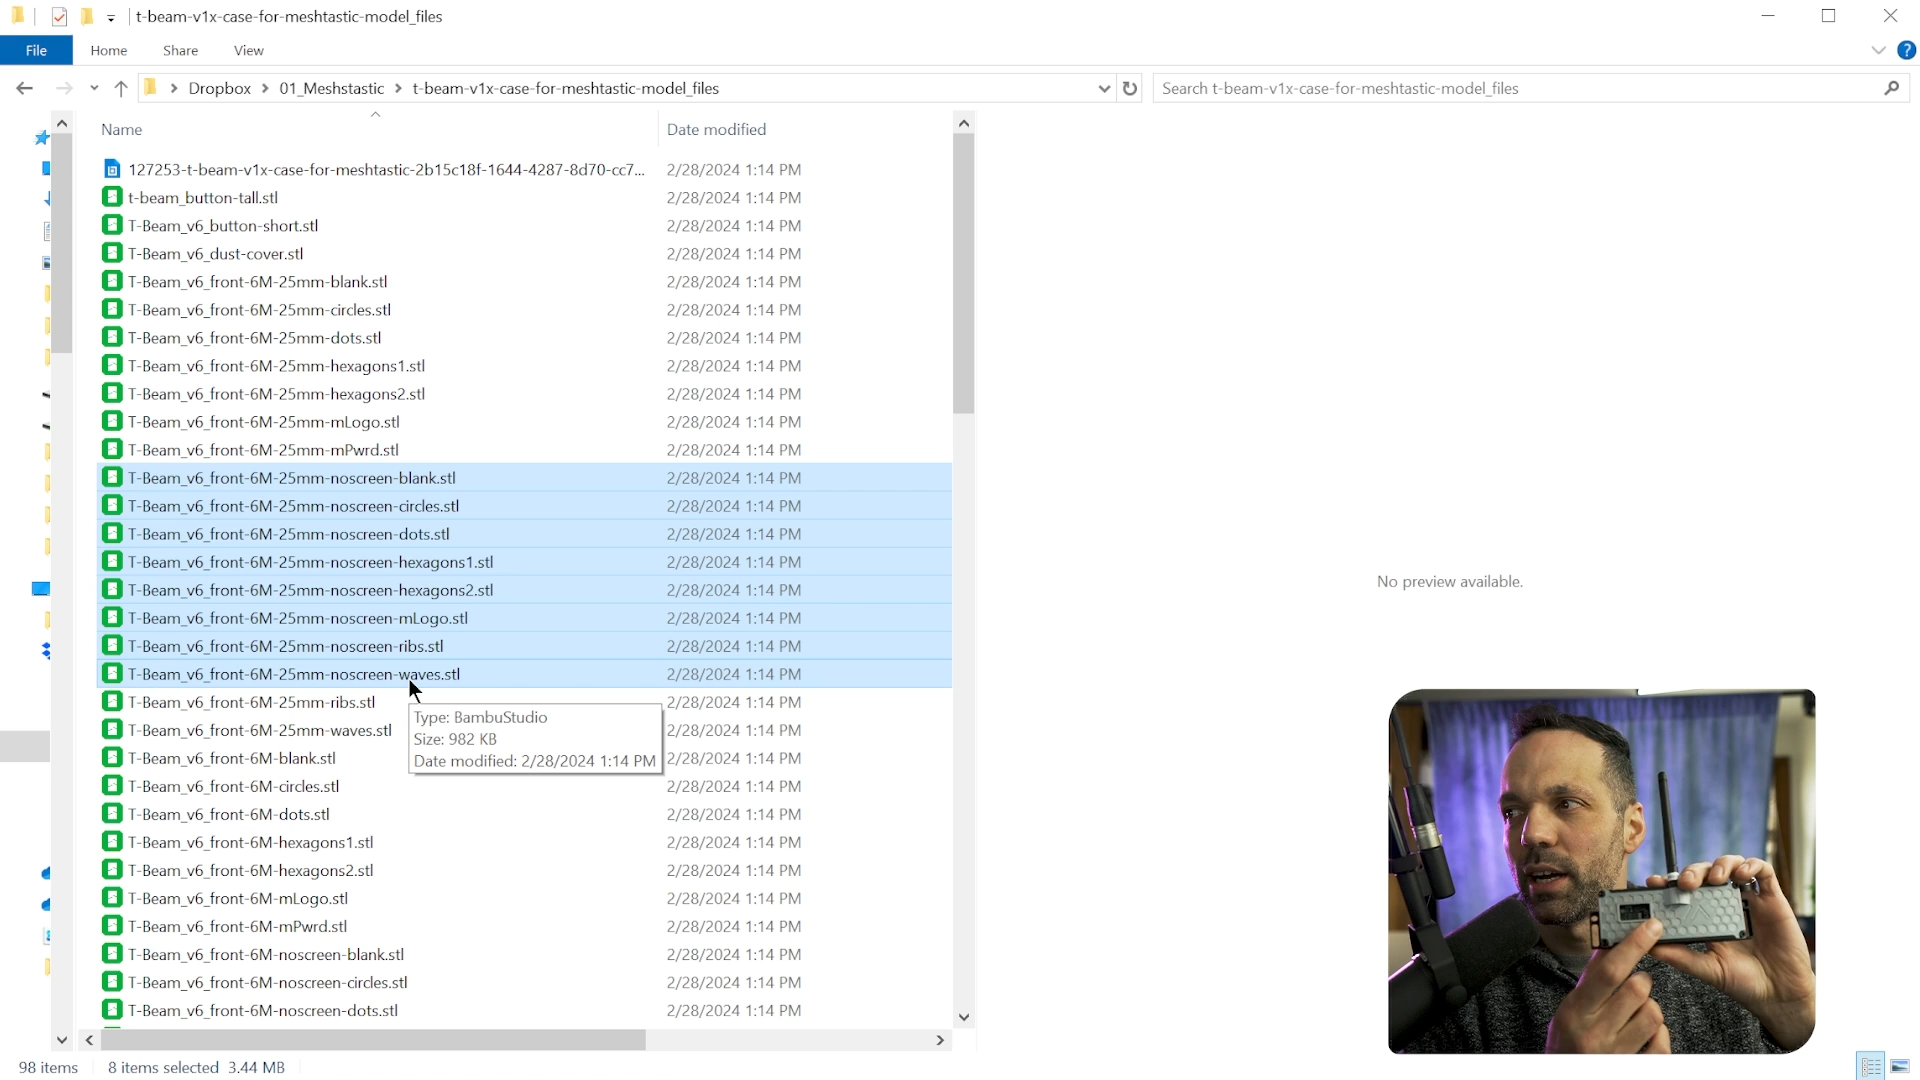 t-beam-v1x-case-for-meshtastic-model_files
File Home Share View
Dropbox > 01_Meshstastic > t-beam-v1x-case-for-meshtastic-model_files
Search t-beam-v1x-case-for-meshtastic-model_files
Name Date modified
127253-t-beam-v1x-case-for-meshtastic-2b15c18f-1644-4287-8d70-cc7... 2/28/2024 1:14 PM
t-beam_button-tall.stl 2/28/2024 1:14 PM
T-Beam_v6_button-short.stl 2/28/2024 1:14 PM
T-Beam_v6_dust-cover.stl 2/28/2024 1:14 PM
T-Beam_v6_front-6M-25mm-blank.stl 2/28/2024 1:14 PM
T-Beam_v6_front-6M-25mm-circles.stl 2/28/2024 1:14 PM
T-Beam_v6_front-6M-25mm-dots.stl 2/28/2024 1:14 PM
T-Beam_v6_front-6M-25mm-hexagons1.stl 2/28/2024 1:14 PM
T-Beam_v6_front-6M-25mm-hexagons2.stl 2/28/2024 1:14 PM
T-Beam_v6_front-6M-25mm-mLogo.stl 2/28/2024 1:14 PM
T-Beam_v6_front-6M-25mm-mPwrd.stl 2/28/2024 1:14 PM
T-Beam_v6_front-6M-25mm-noscreen-blank.stl 2/28/2024 1:14 PM
T-Beam_v6_front-6M-25mm-noscreen-circles.stl 2/28/2024 1:14 PM
T-Beam_v6_front-6M-25mm-noscreen-dots.stl 2/28/2024 1:14 PM
T-Beam_v6_front-6M-25mm-noscreen-hexagons1.stl 2/28/2024 1:14 PM
T-Beam_v6_front-6M-25mm-noscreen-hexagons2.stl 2/28/2024 1:14 PM
T-Beam_v6_front-6M-25mm-noscreen-mLogo.stl 2/28/2024 1:14 PM
T-Beam_v6_front-6M-25mm-noscreen-ribs.stl 2/28/2024 1:14 PM
T-Beam_v6_front-6M-25mm-noscreen-waves.stl 2/28/2024 1:14 PM
T-Beam_v6_front-6M-25mm-ribs.stl 2/28/2024 1:14 PM
T-Beam_v6_front-6M-25mm-waves.stl 2/28/2024 1:14 PM
T-Beam_v6_front-6M-blank.stl 2/28/2024 1:14 PM
T-Beam_v6_front-6M-circles.stl 2/28/2024 1:14 PM
T-Beam_v6_front-6M-dots.stl 2/28/2024 1:14 PM
T-Beam_v6_front-6M-hexagons1.stl 2/28/2024 1:14 PM
T-Beam_v6_front-6M-hexagons2.stl 2/28/2024 1:14 PM
T-Beam_v6_front-6M-mLogo.stl 2/28/2024 1:14 PM
T-Beam_v6_front-6M-mPwrd.stl 2/28/2024 1:14 PM
T-Beam_v6_front-6M-noscreen-blank.stl 2/28/2024 1:14 PM
T-Beam_v6_front-6M-noscreen-circles.stl 2/28/2024 1:14 PM
T-Beam_v6_front-6M-noscreen-dots.stl 2/28/2024 1:14 PM
Type: BambuStudio
Size: 982 KB
Date modified: 2/28/2024 1:14 PM
No preview available.
98 items 8 items selected 3.44 MB